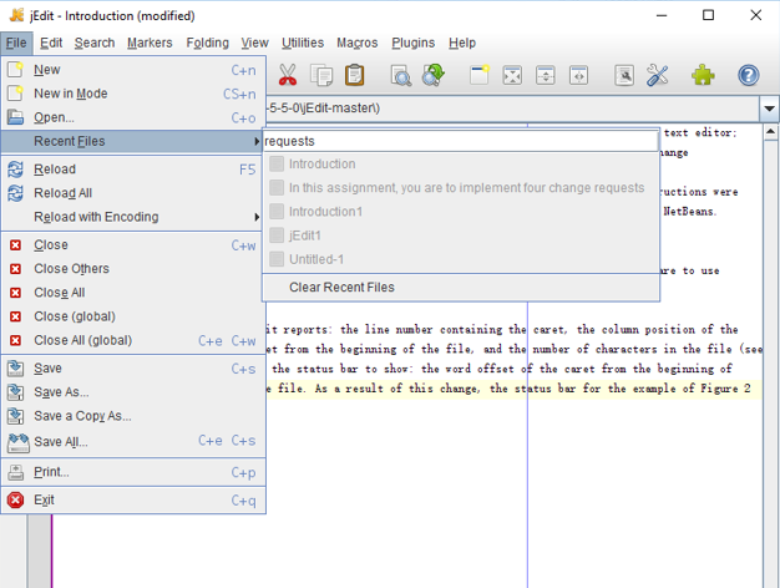 jEdit - Introduction (modified)
File Edit Search Markers Folding View Utilities Macros Plugins Help
New C+n
New in Mode CS+n
Open... C+o
-5-5-0\jEdit-master\)
Recent Files
requests
text editor;
Introduction
ange
Reload F5
Reload All
In this assignment, you are to implement four change requests
uctions were
Reload with Encoding
Introduction1
NetBeans.
jEdit1
Close C+w
Untitled-1
Close Others
are to use
Close All
Clear Recent Files
Close (global)
it reports: the line number containing the caret, the column position of the
Close All (global) C+e C+w
et from the beginning of the file, and the number of characters in the file (see
Save C+s
the status bar to show: the word offset of the caret from the beginning of
Save As...
e file. As a result of this change, the status bar for the example of Figure 2
Save a Copy As...
Save All... C+e C+s
Print... C+p
Exit C+q